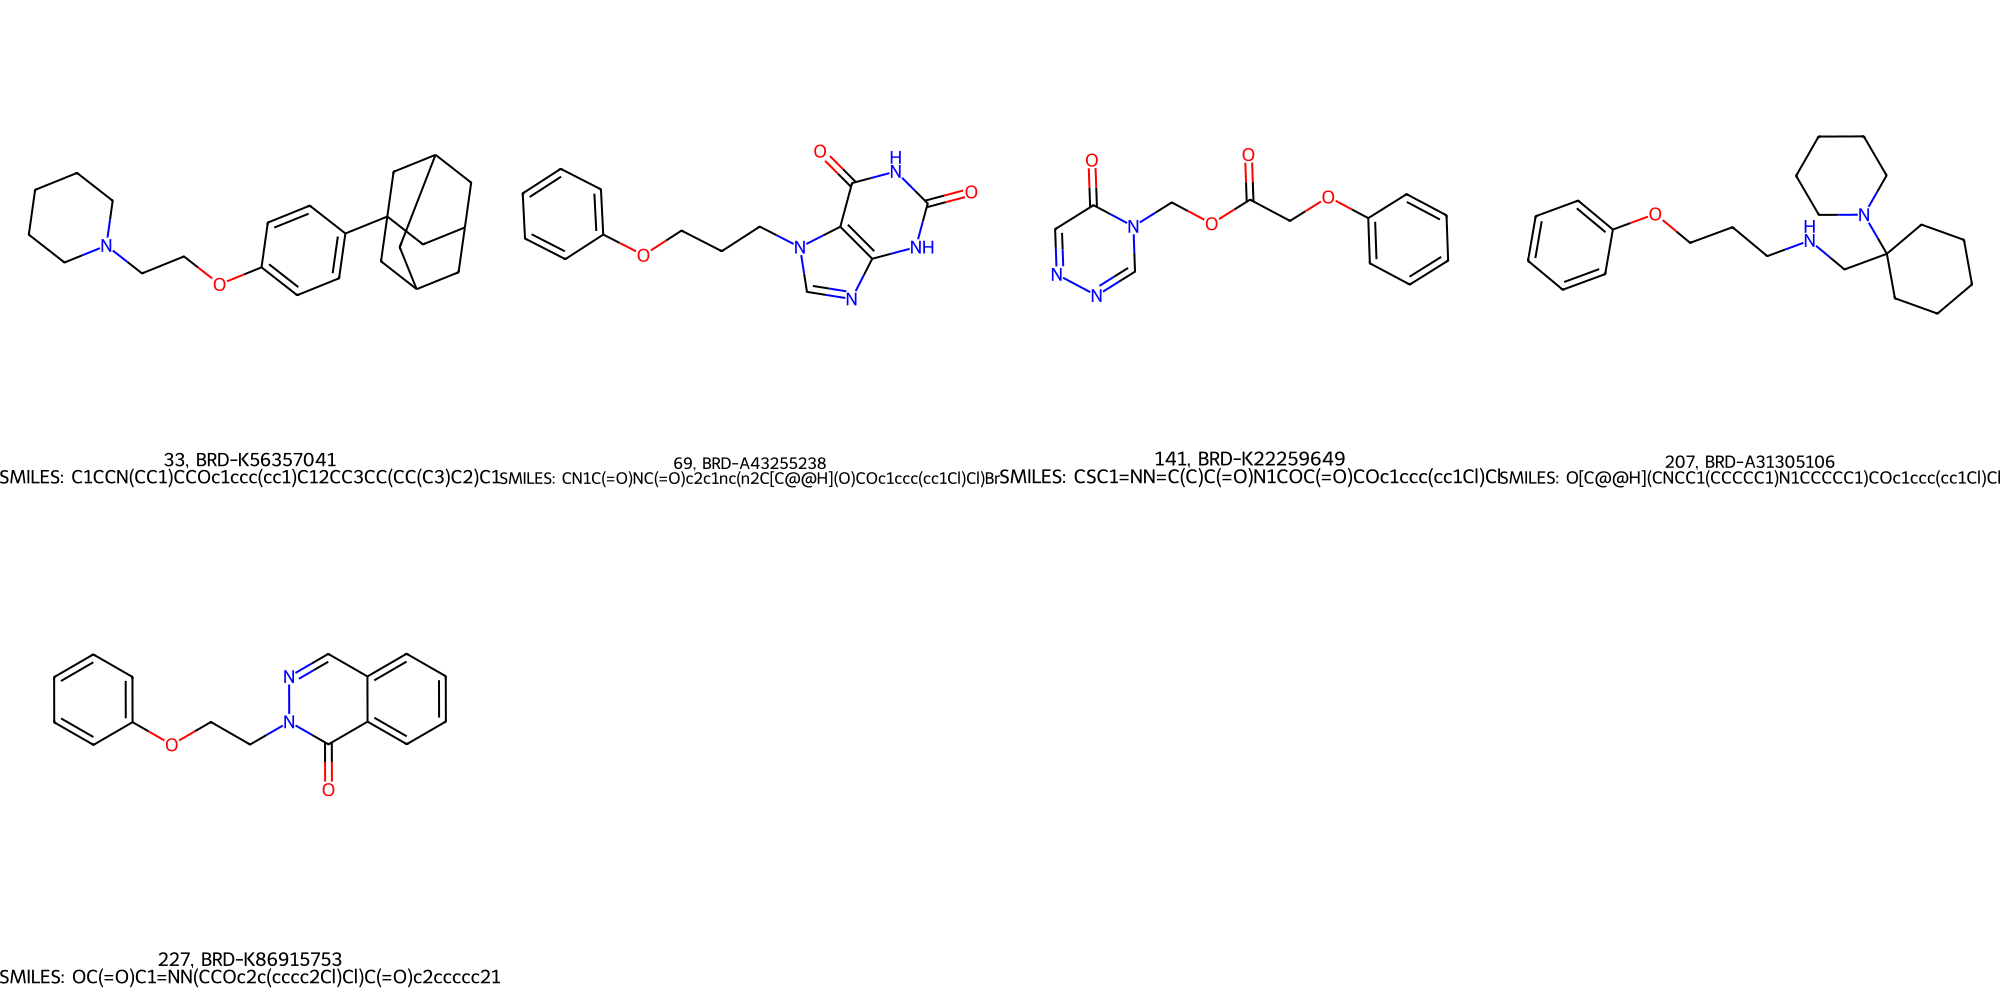 33, BRD-K56357041
SMILES: C1CCN(CC1)CCOc1ccc(cc1)C12CC3CC(CC(C3)C2)C1
69, BRD-A43255238
SMILES: CN1C(=O)NC(=O)c2c1nc(n2C[C@@H](O)COc1ccc(cc1Cl)Cl)Br
141, BRD-K22259649
SMILES: CSC1=NN=C(C)C(=O)N1COC(=O)COc1ccc(cc1Cl)Cl
207, BRD-A31305106
SMILES: O[C@@H](CNCC1(CCCCC1)N1CCCCC1)COc1ccc(cc1Cl)Cl
227, BRD-K86915753
SMILES: OC(=O)C1=NN(CCOc2c(cccc2Cl)Cl)C(=O)c2ccccc21
N
O
O
H
N
O
N
NH
N
O
O
N
N
N
O
O
O
O
H
N
N
N
N
O
O